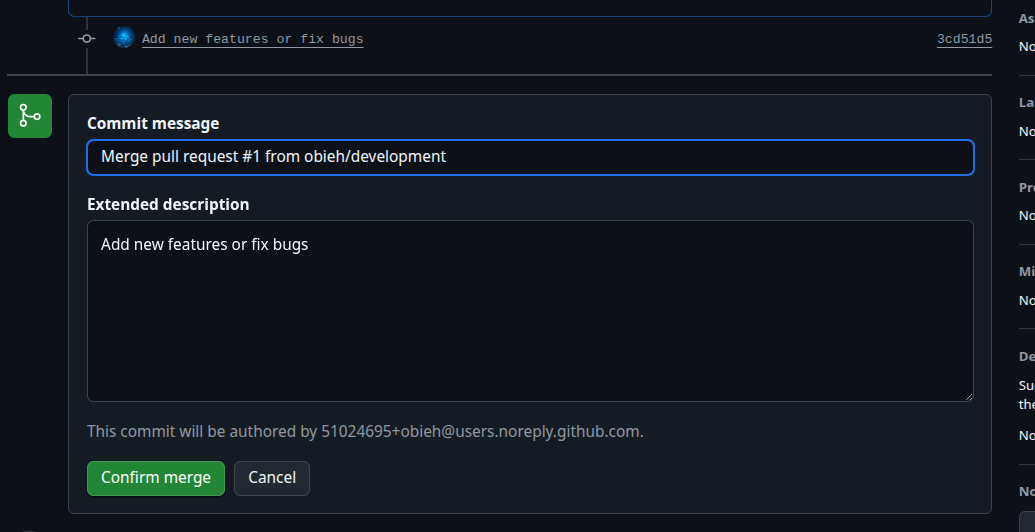 Add new features or fix bugs 3cd51d5
Commit message
Merge pull request #1 from obieh/development
Extended description
Add new features or fix bugs
This commit will be authored by 51024695+obieh@users.noreply.github.com.
Confirm merge Cancel
As
No
La
No
Pro
No
Mi
No
De
Su
the
No
No